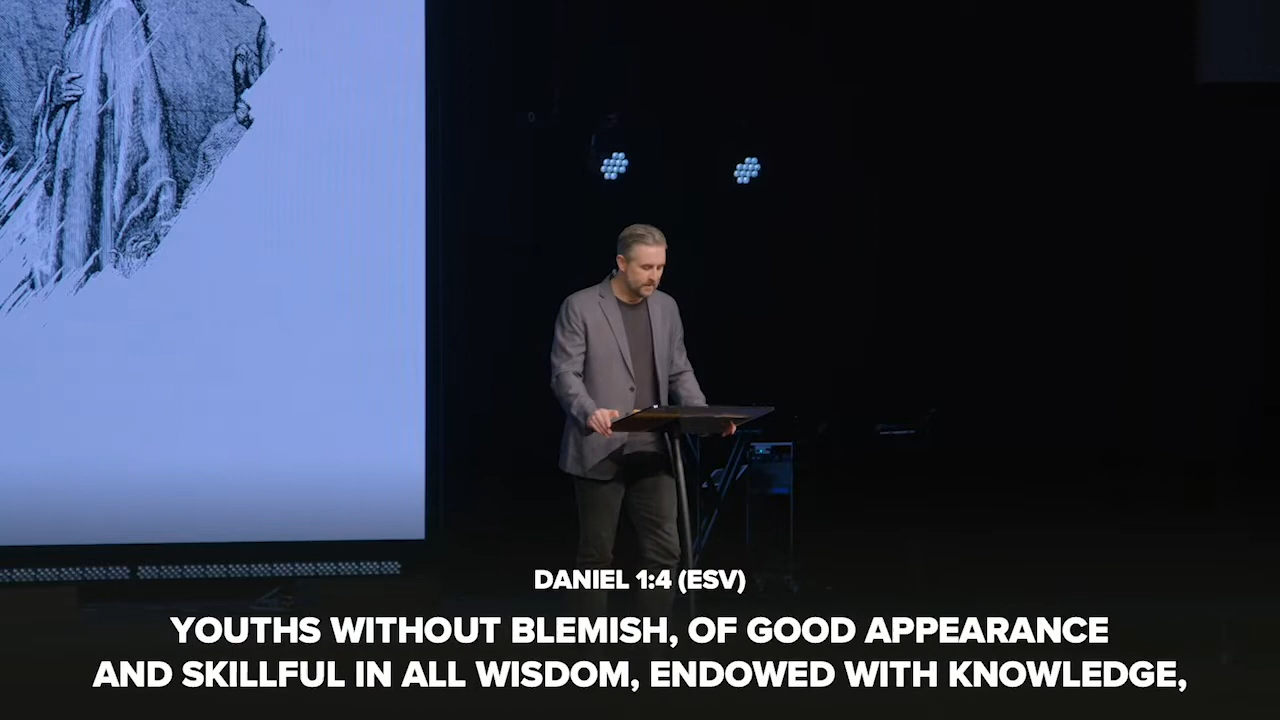 DANIEL 1:4 (ESV)
YOUTHS WITHOUT BLEMISH, OF GOOD APPEARANCE
AND SKILLFUL IN ALL WISDOM, ENDOWED WITH KNOWLEDGE,